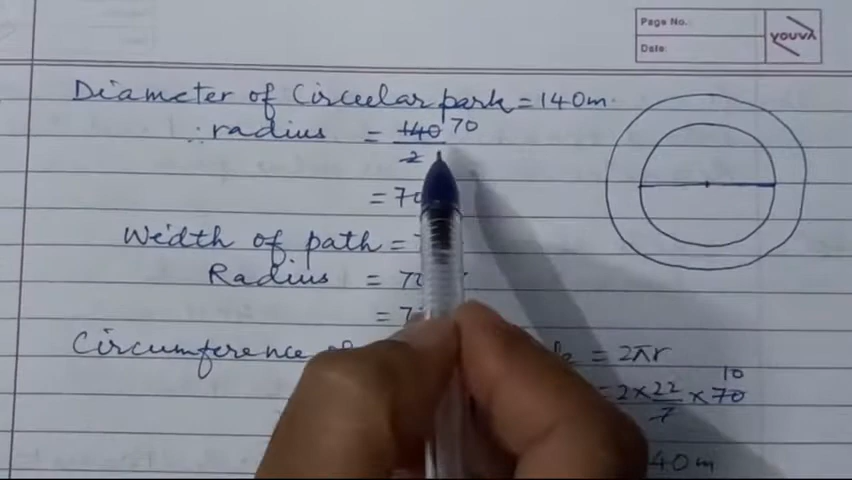 Page No.
Date:
YOUVA
Diameter of Circular park = 140m.
∴ radius = 140 70
2
= 70
Width of path =
Radius = 70
= 7
Circumference = 2πr
= 2 × 22 × 70 10
7
40m